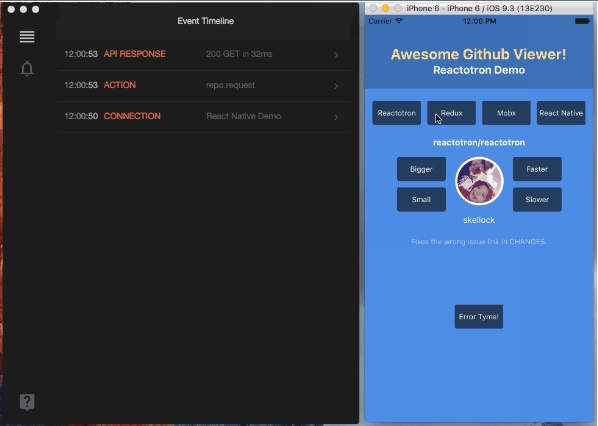 Event Timeline
12:00:53 API RESPONSE 200 GET in 32ms
12:00:53 ACTION repo.request
12:00:50 CONNECTION React Native Demo
iPhone 6 - iPhone 6 / iOS 9.3 (13E230)
Carrier 12:00 PM
Awesome Github Viewer!
Reactotron Demo
Reactotron Redux Mobx React Native
reactotron/reactotron
Bigger Faster
Small Slower
skellock
Fixes the wrong issue link in CHANGES.
Error Tyme!